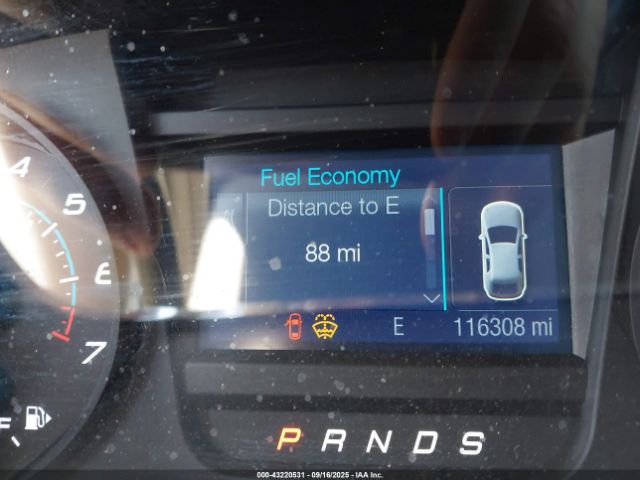 Fuel Economy
Distance to E
88 mi
E 116308 mi
4
5
6
7
F
P R N D S
000-43220531 - 09/16/2025 - IAA Inc.